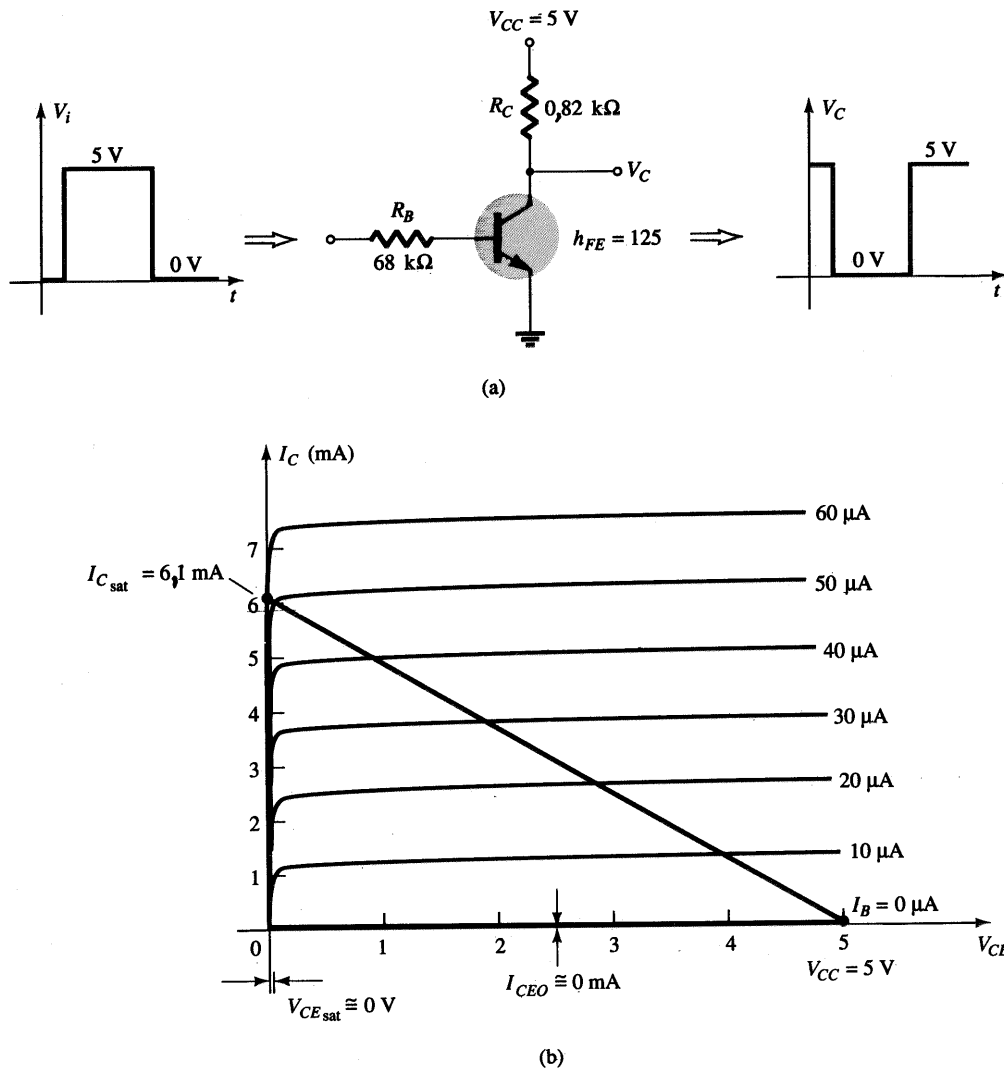 V_CC = 5 V
V_i
5 V
0 V
t
R_C 0,82 kΩ
V_C
R_B
68 kΩ
h_FE = 125
V_C
5 V
0 V
t
(a)
I_C (mA)
7
6
5
4
3
2
1
I_C sat = 6,1 mA
60 µA
50 µA
40 µA
30 µA
20 µA
10 µA
I_B = 0 µA
0 1 2 3 4 5 V_CE
V_CC = 5 V
I_CEO ≅ 0 mA
V_CE sat ≅ 0 V
(b)